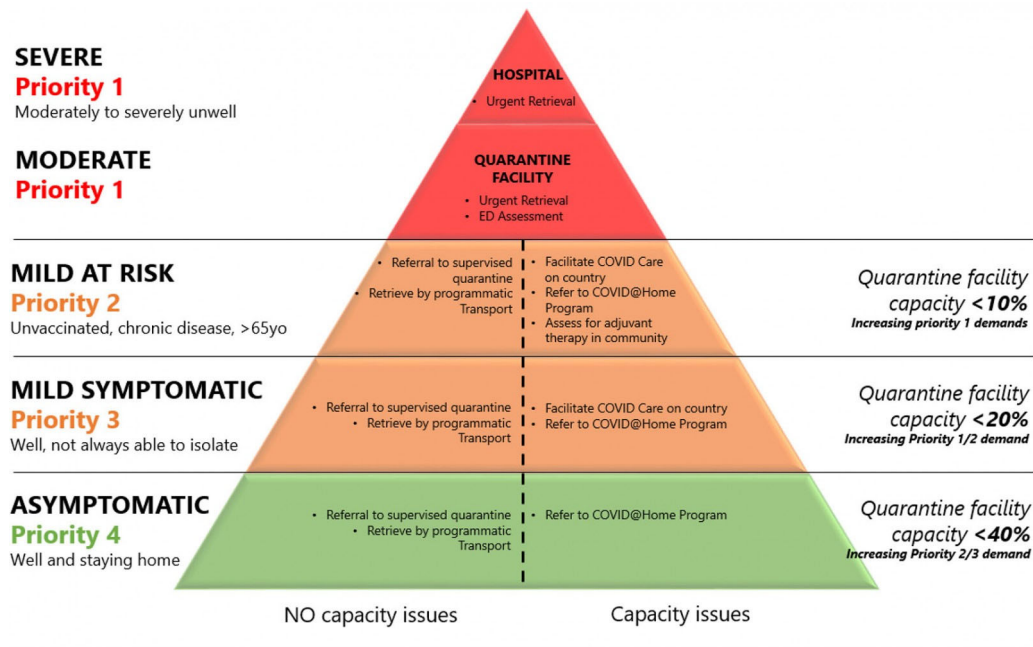 SEVERE
Priority 1
Moderately to severely unwell
HOSPITAL
• Urgent Retrieval
MODERATE
Priority 1
QUARANTINE
FACILITY
• Urgent Retrieval
• ED Assessment
MILD AT RISK
Priority 2
Unvaccinated, chronic disease, >65yo
• Referral to supervised
quarantine
• Retrieve by programmatic
Transport
• Facilitate COVID Care
on country
• Refer to COVID@Home
Program
• Assess for adjuvant
therapy in community
Quarantine facility
capacity <10%
Increasing priority 1 demands
MILD SYMPTOMATIC
Priority 3
Well, not always able to isolate
• Referral to supervised quarantine
• Retrieve by programmatic
Transport
• Facilitate COVID Care on country
• Refer to COVID@Home Program
Quarantine facility
capacity <20%
Increasing Priority 1/2 demand
ASYMPTOMATIC
Priority 4
Well and staying home
• Referral to supervised quarantine
• Retrieve by programmatic
Transport
• Refer to COVID@Home Program
Quarantine facility
capacity <40%
Increasing Priority 2/3 demand
NO capacity issues
Capacity issues